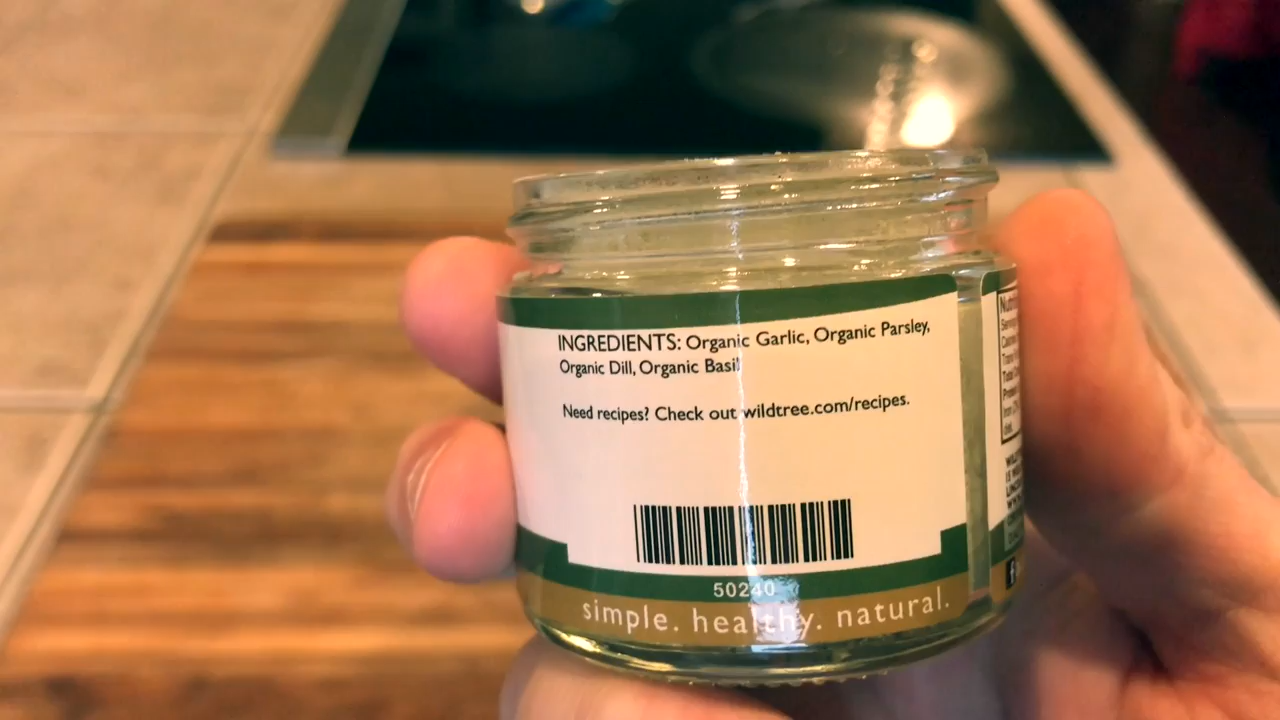 INGREDIENTS: Organic Garlic, Organic Parsley,
Organic Dill, Organic Basil
Need recipes? Check out wildtree.com/recipes.
50240
simple. healthy. natural.